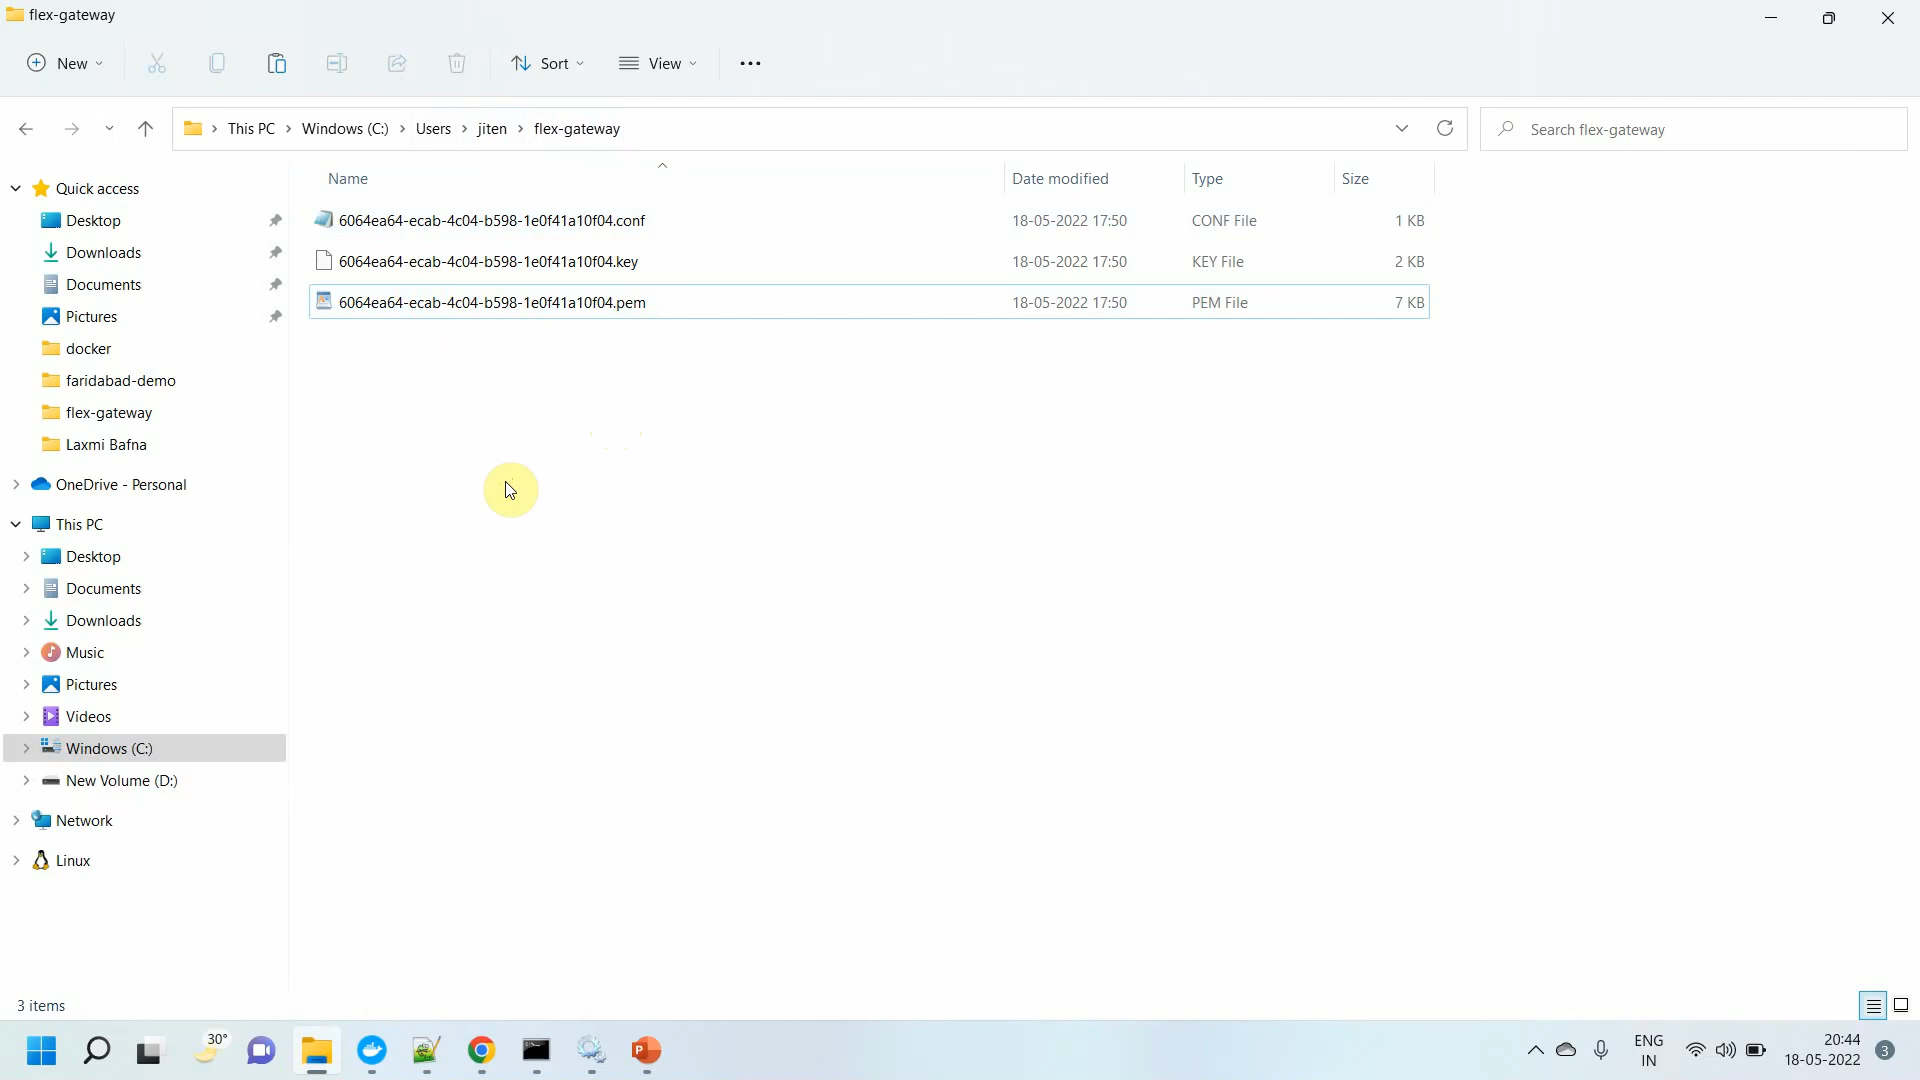 flex-gateway
New
Sort
View
This PC > Windows (C:) > Users > jiten > flex-gateway
Search flex-gateway
Name Date modified Type Size
Quick access
Desktop
Downloads
Documents
Pictures
docker
faridabad-demo
flex-gateway
Laxmi Bafna
OneDrive - Personal
This PC
Desktop
Documents
Downloads
Music
Pictures
Videos
Windows (C:)
New Volume (D:)
Network
Linux
6064ea64-ecab-4c04-b598-1e0f41a10f04.conf 18-05-2022 17:50 CONF File 1 KB
6064ea64-ecab-4c04-b598-1e0f41a10f04.key 18-05-2022 17:50 KEY File 2 KB
6064ea64-ecab-4c04-b598-1e0f41a10f04.pem 18-05-2022 17:50 PEM File 7 KB
3 items
30°
P
ENG
IN
20:44
18-05-2022
3